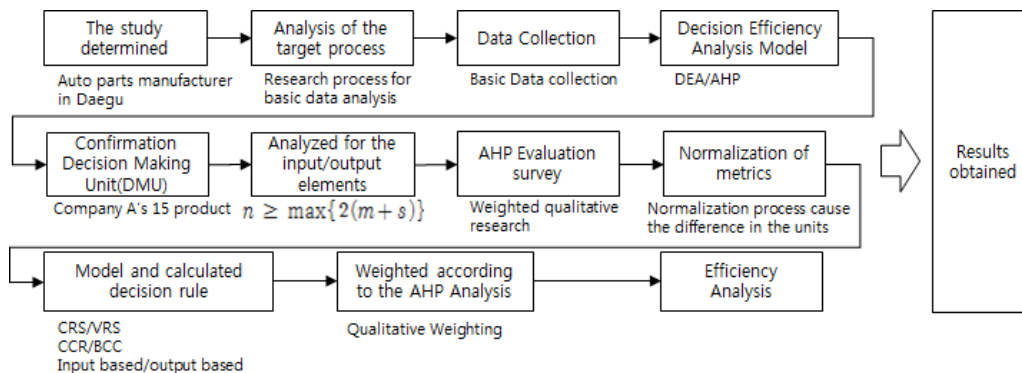 The study
determined
Analysis of the
target process
Data Collection
Decision Efficiency
Analysis Model
Auto parts manufacturer
in Daegu
Research process for
basic data analysis
Basic Data collection
DEA/AHP
Confirmation
Decision Making
Unit(DMU)
Analyzed for the
input/output
elements
AHP Evaluation
survey
Normalization of
metrics
Company A's 15 product
n ≥ max{2(m+s)}
Weighted qualitative
research
Normalization process cause
the difference in the units
Model and calculated
decision rule
Weighted according
to the AHP Analysis
Efficiency
Analysis
CRS/VRS
CCR/BCC
Input based/output based
Qualitative Weighting
Results
obtained